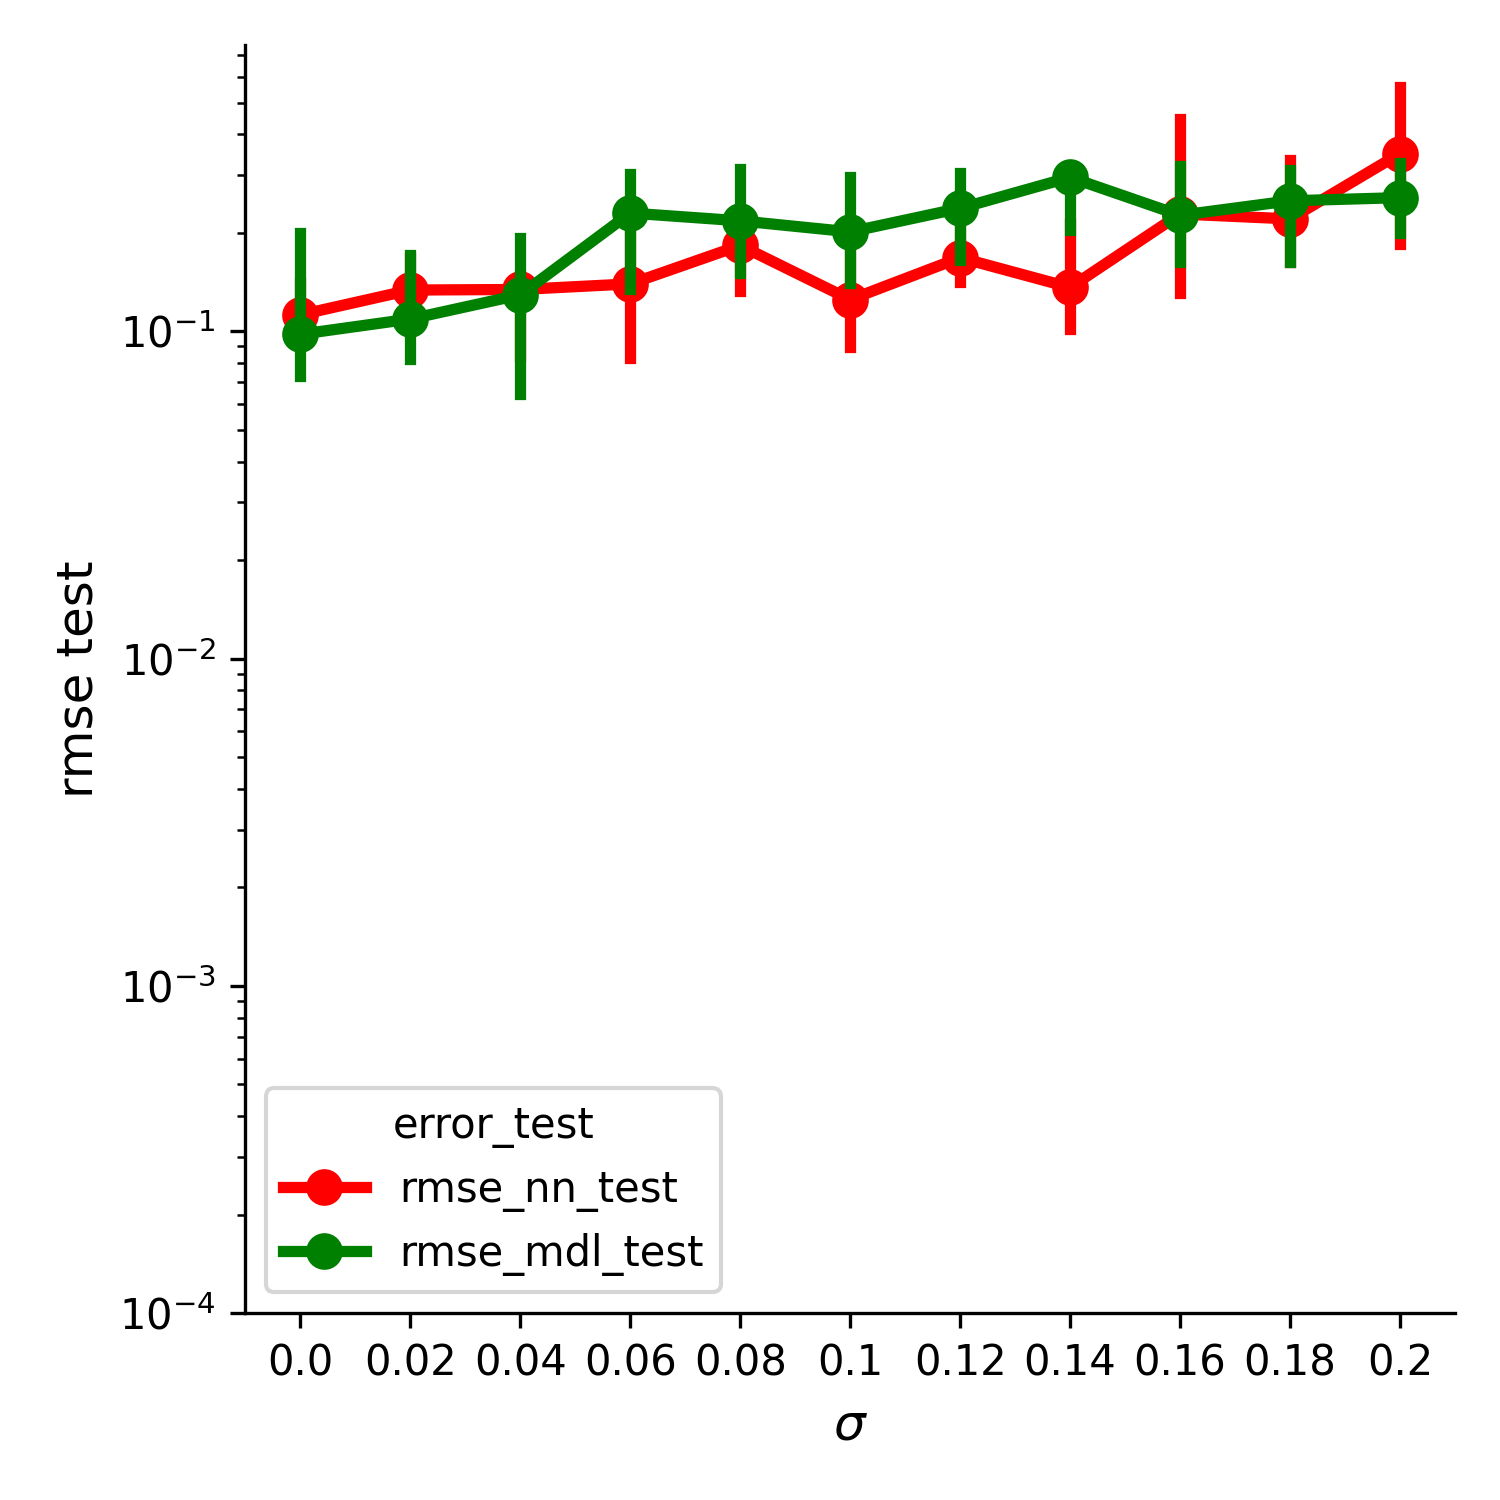 rmse test
10⁻¹
10⁻²
10⁻³
10⁻⁴
error_test
rmse_nn_test
rmse_mdl_test
0.0 0.02 0.04 0.06 0.08 0.1 0.12 0.14 0.16 0.18 0.2
σ